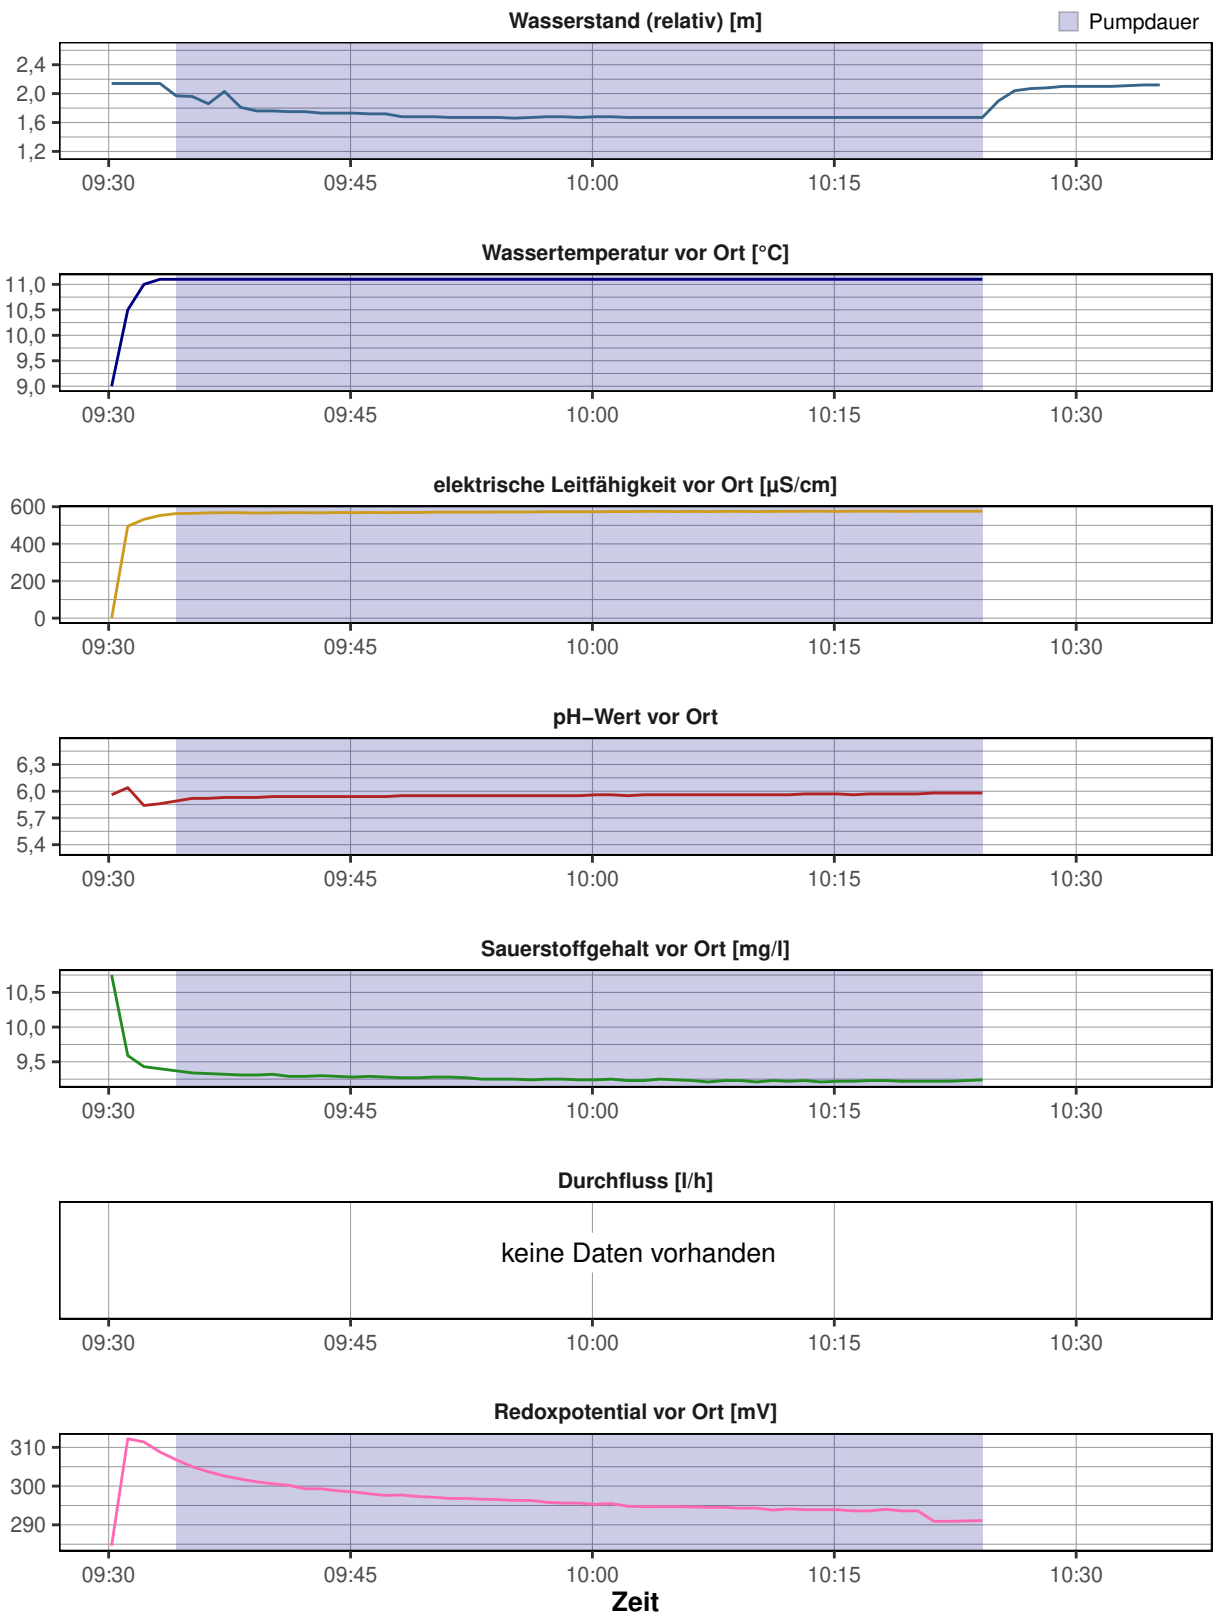 Wasserstand (relativ) [m]
Pumpdauer
2,4
2,0
1,6
1,2
09:30 09:45 10:00 10:15 10:30
Wassertemperatur vor Ort [°C]
11,0
10,5
10,0
9,5
9,0
09:30 09:45 10:00 10:15 10:30
elektrische Leitfähigkeit vor Ort [µS/cm]
600
400
200
0
09:30 09:45 10:00 10:15 10:30
pH−Wert vor Ort
6,3
6,0
5,7
5,4
09:30 09:45 10:00 10:15 10:30
Sauerstoffgehalt vor Ort [mg/l]
10,5
10,0
9,5
09:30 09:45 10:00 10:15 10:30
Durchfluss [l/h]
keine Daten vorhanden
09:30 09:45 10:00 10:15 10:30
Redoxpotential vor Ort [mV]
310
300
290
09:30 09:45 10:00 10:15 10:30
Zeit